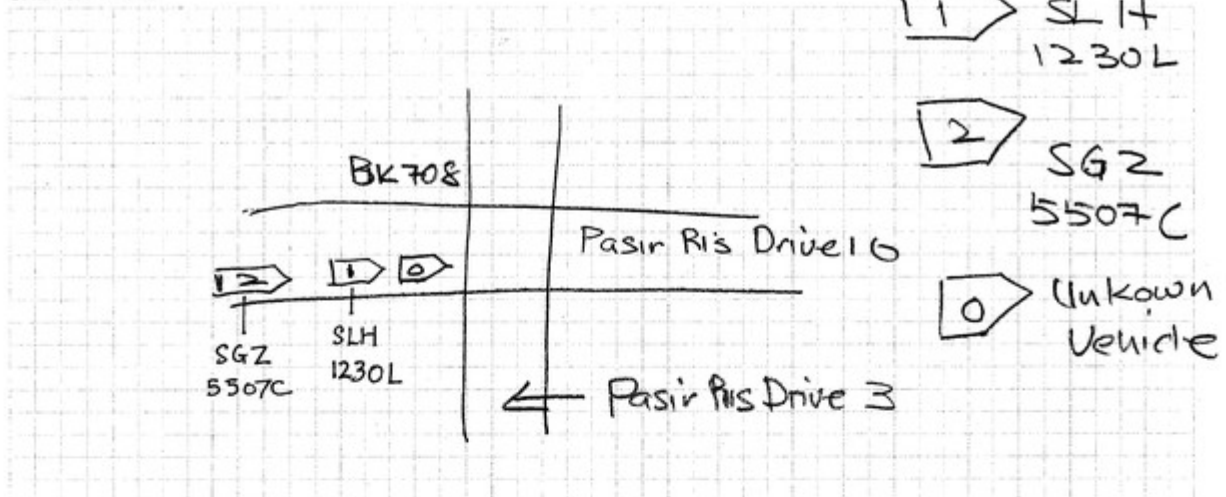 1
SLH
1230L
2
SGZ
5507C
BK708
Pasir Ris Drive 10
2
1
0
0
Unkown
Vehicle
SGZ
5507C
SLH
1230L
← Pasir Ris Drive 3